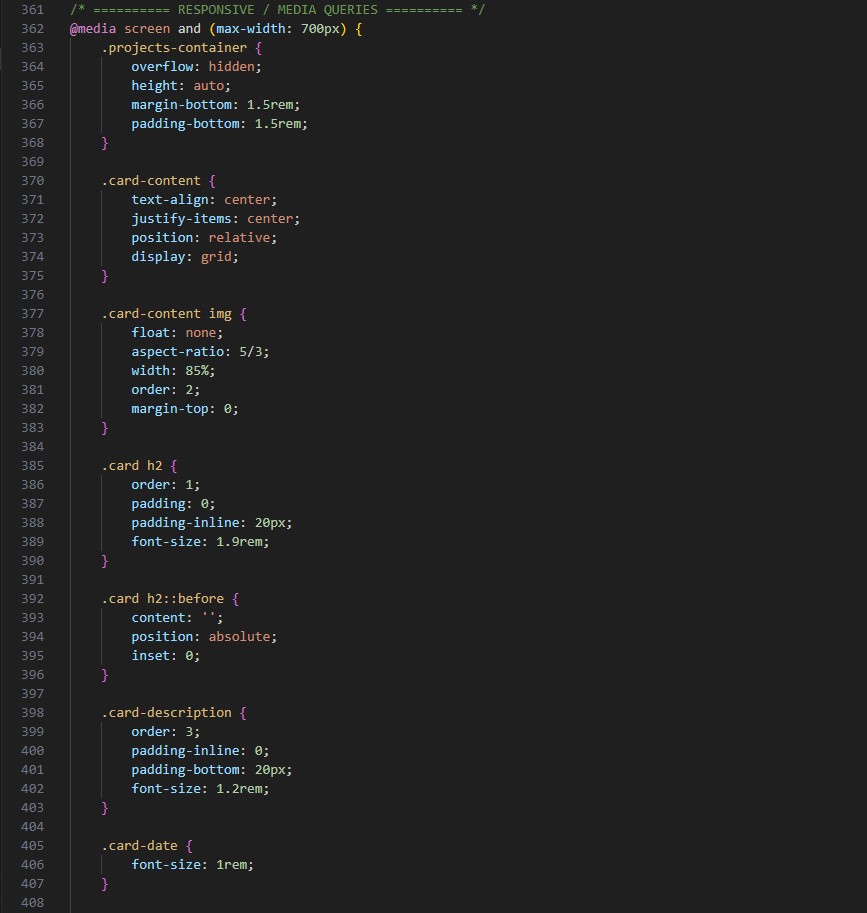 361 /* ========== RESPONSIVE / MEDIA QUERIES ========== */
362 @media screen and (max-width: 700px) {
363     .projects-container {
364         overflow: hidden;
365         height: auto;
366         margin-bottom: 1.5rem;
367         padding-bottom: 1.5rem;
368     }
369
370     .card-content {
371         text-align: center;
372         justify-items: center;
373         position: relative;
374         display: grid;
375     }
376
377     .card-content img {
378         float: none;
379         aspect-ratio: 5/3;
380         width: 85%;
381         order: 2;
382         margin-top: 0;
383     }
384
385     .card h2 {
386         order: 1;
387         padding: 0;
388         padding-inline: 20px;
389         font-size: 1.9rem;
390     }
391
392     .card h2::before {
393         content: '';
394         position: absolute;
395         inset: 0;
396     }
397
398     .card-description {
399         order: 3;
400         padding-inline: 0;
401         padding-bottom: 20px;
402         font-size: 1.2rem;
403     }
404
405     .card-date {
406         font-size: 1rem;
407     }
408